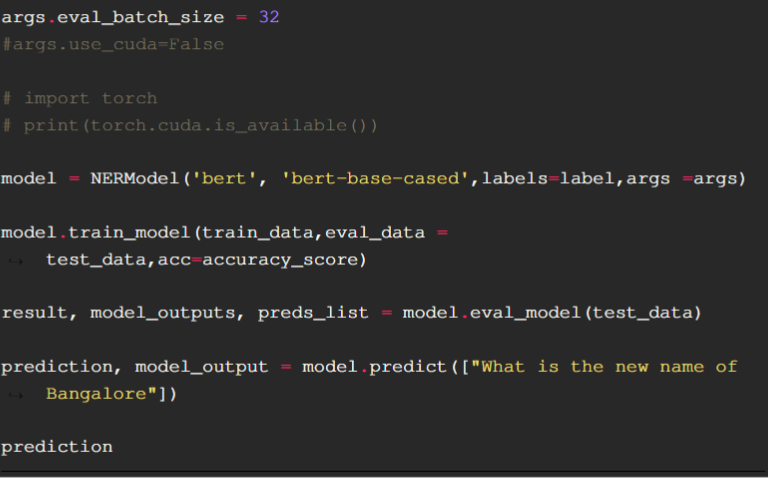 args.eval_batch_size = 32
#args.use_cuda=False
# import torch
# print(torch.cuda.is_available())
model = NERModel('bert', 'bert-base-cased',labels=label,args =args)
model.train_model(train_data,eval_data =
↪ test_data,acc=accuracy_score)
result, model_outputs, preds_list = model.eval_model(test_data)
prediction, model_output = model.predict(["What is the new name of
↪ Bangalore"])
prediction